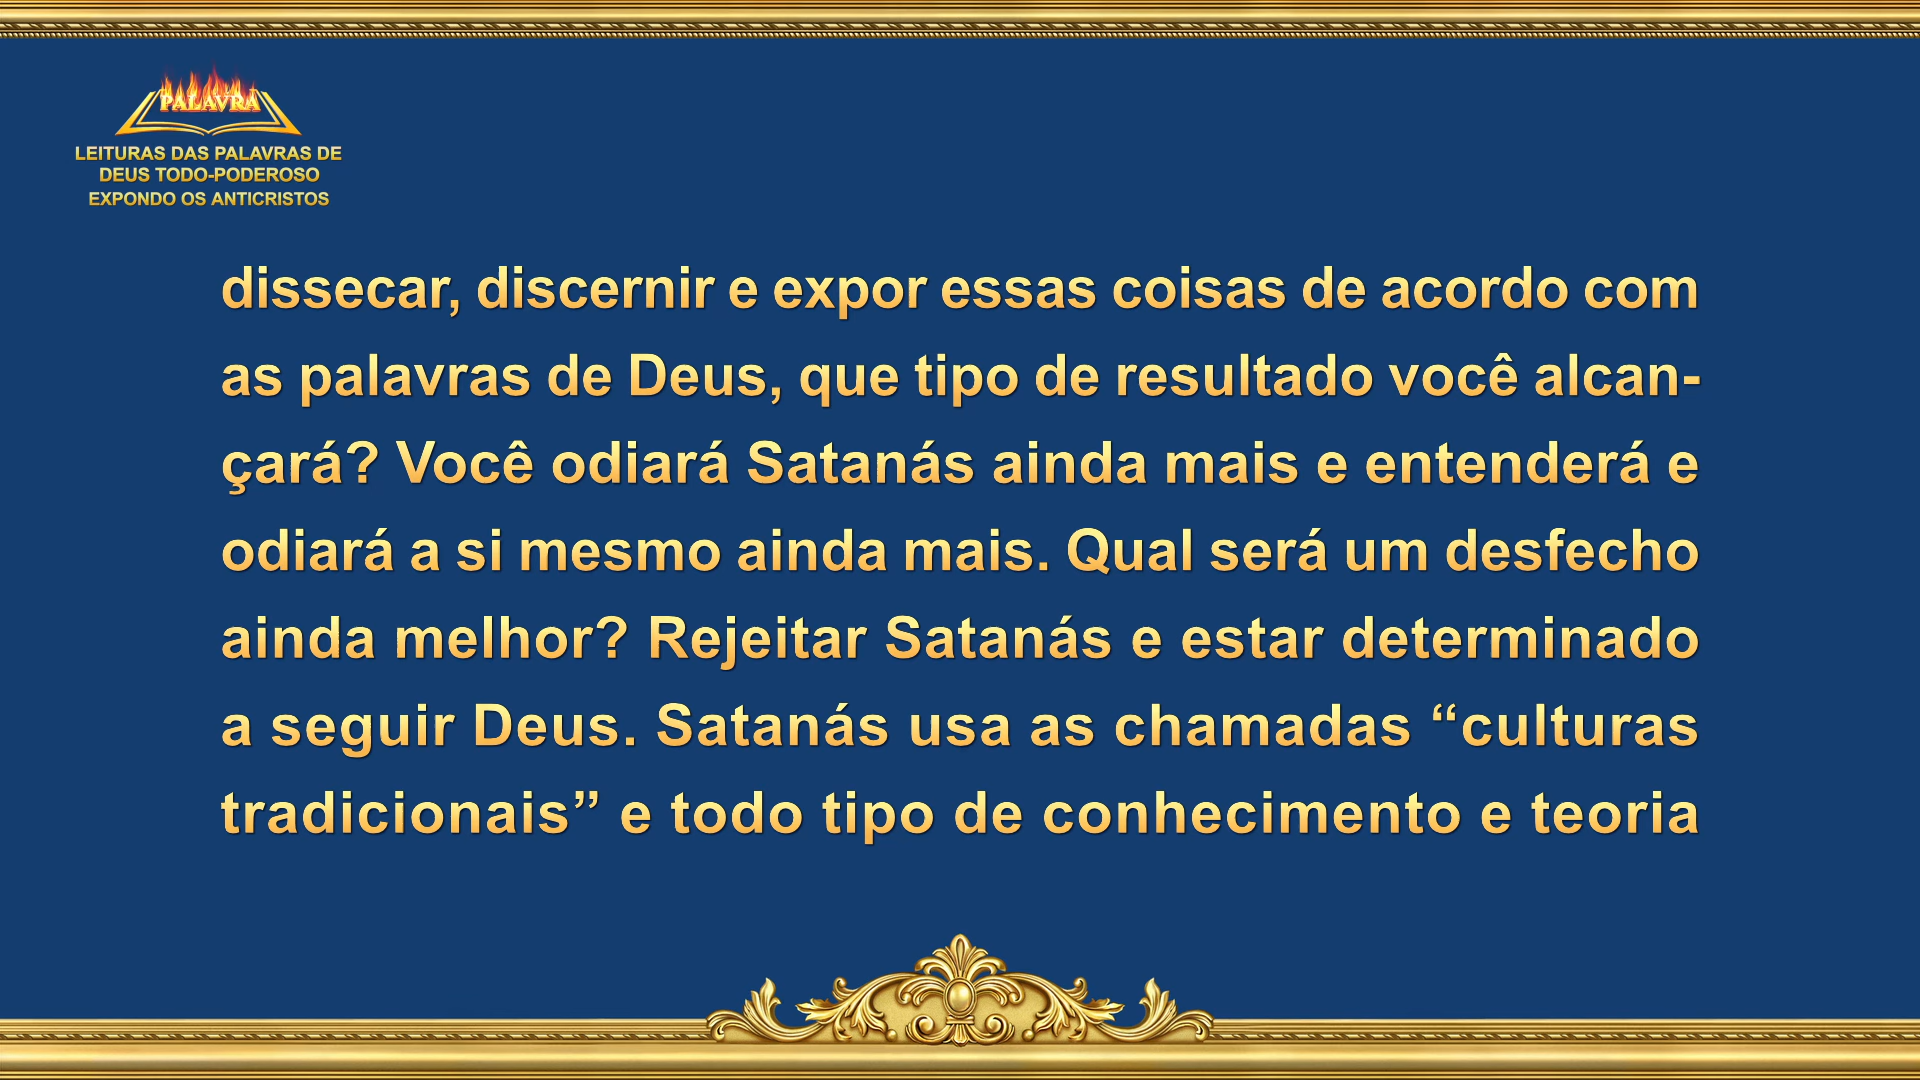 PALAVRA
LEITURAS DAS PALAVRAS DE
DEUS TODO-PODEROSO
EXPONDO OS ANTICRISTOS
dissecar, discernir e expor essas coisas de acordo com
as palavras de Deus, que tipo de resultado você alcan-
çará? Você odiará Satanás ainda mais e entenderá e
odiará a si mesmo ainda mais. Qual será um desfecho
ainda melhor? Rejeitar Satanás e estar determinado
a seguir Deus. Satanás usa as chamadas “culturas
tradicionais” e todo tipo de conhecimento e teoria